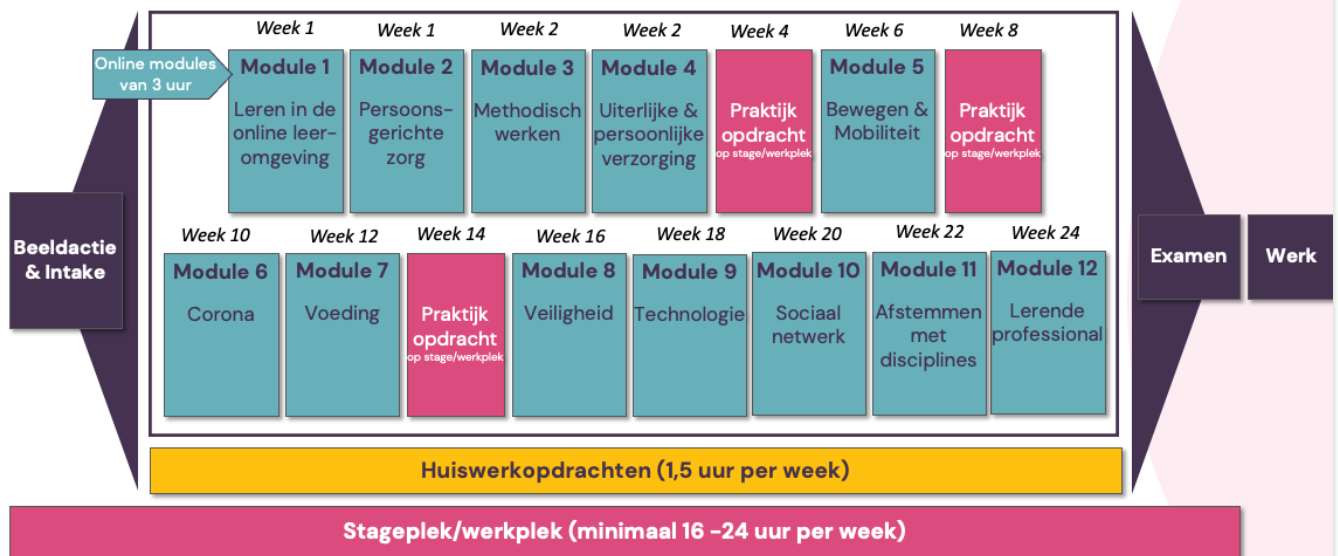 Week 1
Week 1
Week 2
Week 2
Week 4
Week 6
Week 8
Online modules
van 3 uur
Module 1
Leren in de
online leer-
omgeving
Module 2
Persoons-
gerichte
zorg
Module 3
Methodisch
werken
Module 4
Uiterlijke &
persoonlijke
verzorging
Praktijk
opdracht
op stage/werkplek
Module 5
Bewegen &
Mobiliteit
Praktijk
opdracht
op stage/werkplek
Beeldactie
& Intake
Week 10
Week 12
Week 14
Week 16
Week 18
Week 20
Week 22
Week 24
Module 6
Corona
Module 7
Voeding
Praktijk
opdracht
op stage/werkplek
Module 8
Veiligheid
Module 9
Technologie
Module 10
Sociaal
netwerk
Module 11
Afstemmen
met
disciplines
Module 12
Lerende
professional
Examen
Werk
Huiswerkopdrachten (1,5 uur per week)
Stageplek/werkplek (minimaal 16 -24 uur per week)